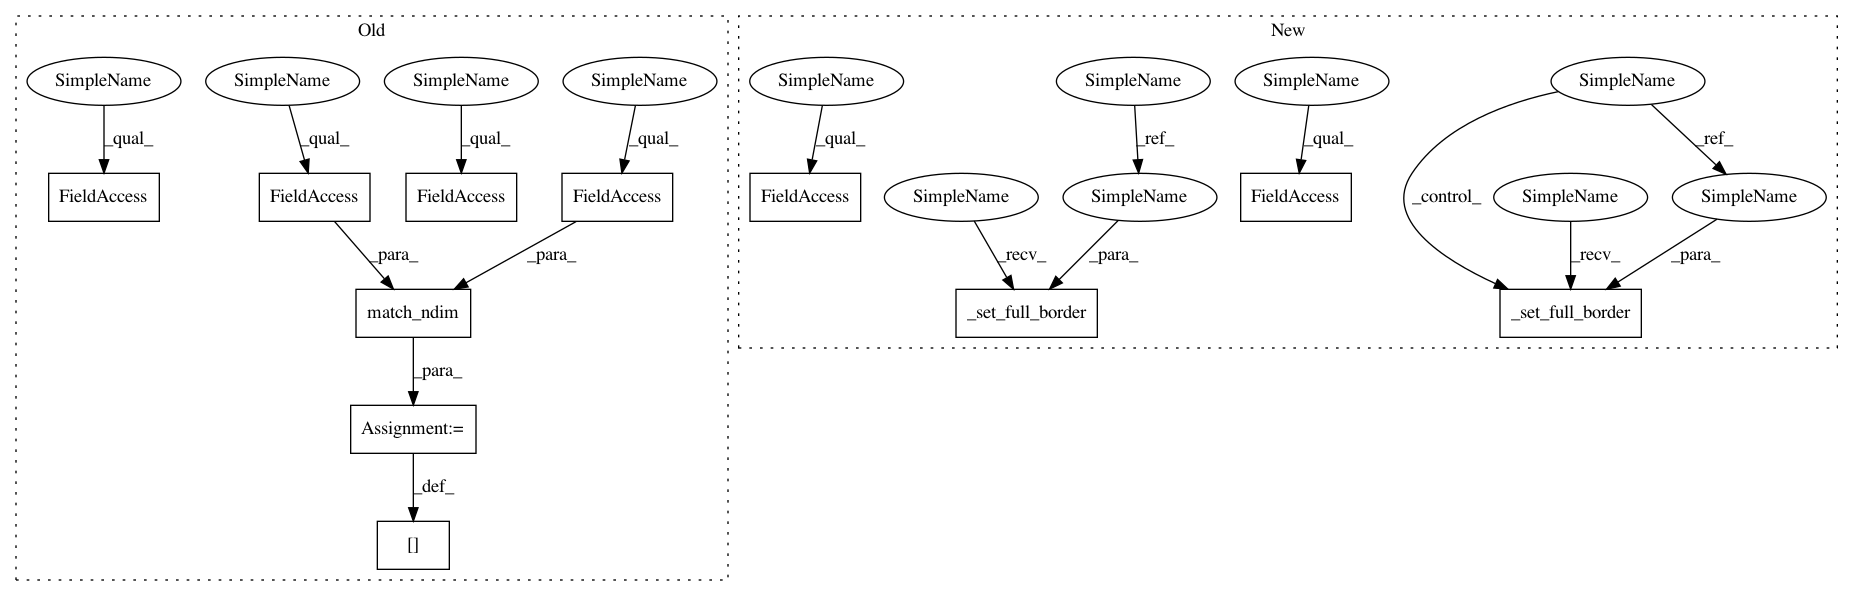 Old
New
SimpleName
SimpleName
SimpleName
SimpleName
SimpleName
SimpleName
SimpleName
SimpleName
_qual_
_qual_
_qual_
_qual_
_qual_
_ref_
_qual_
_ref_
FieldAccess
FieldAccess
FieldAccess
FieldAccess
FieldAccess
SimpleName
SimpleName
FieldAccess
_control_
SimpleName
SimpleName
_para_
_para_
_recv_
_para_
_recv_
_para_
match_ndim
_set_full_border
_set_full_border
_para_
Assignment:=
_def_
[]